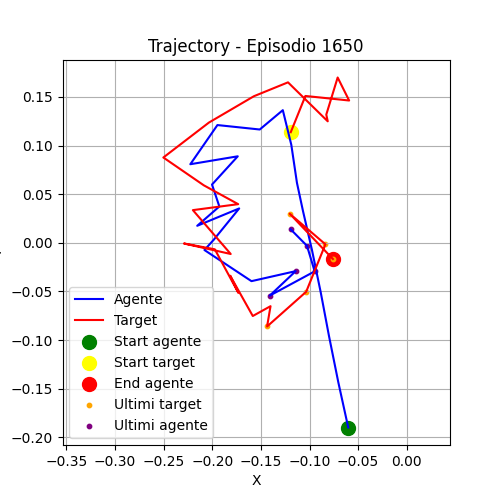 Trajectory - Episodio 1650
0.15
0.10
0.05
0.00
−0.05
−0.10
−0.15
−0.20
Agente
Target
Start agente
Start target
End agente
Ultimi target
Ultimi agente
−0.35 −0.30 −0.25 −0.20 −0.15 −0.10 −0.05 0.00
X